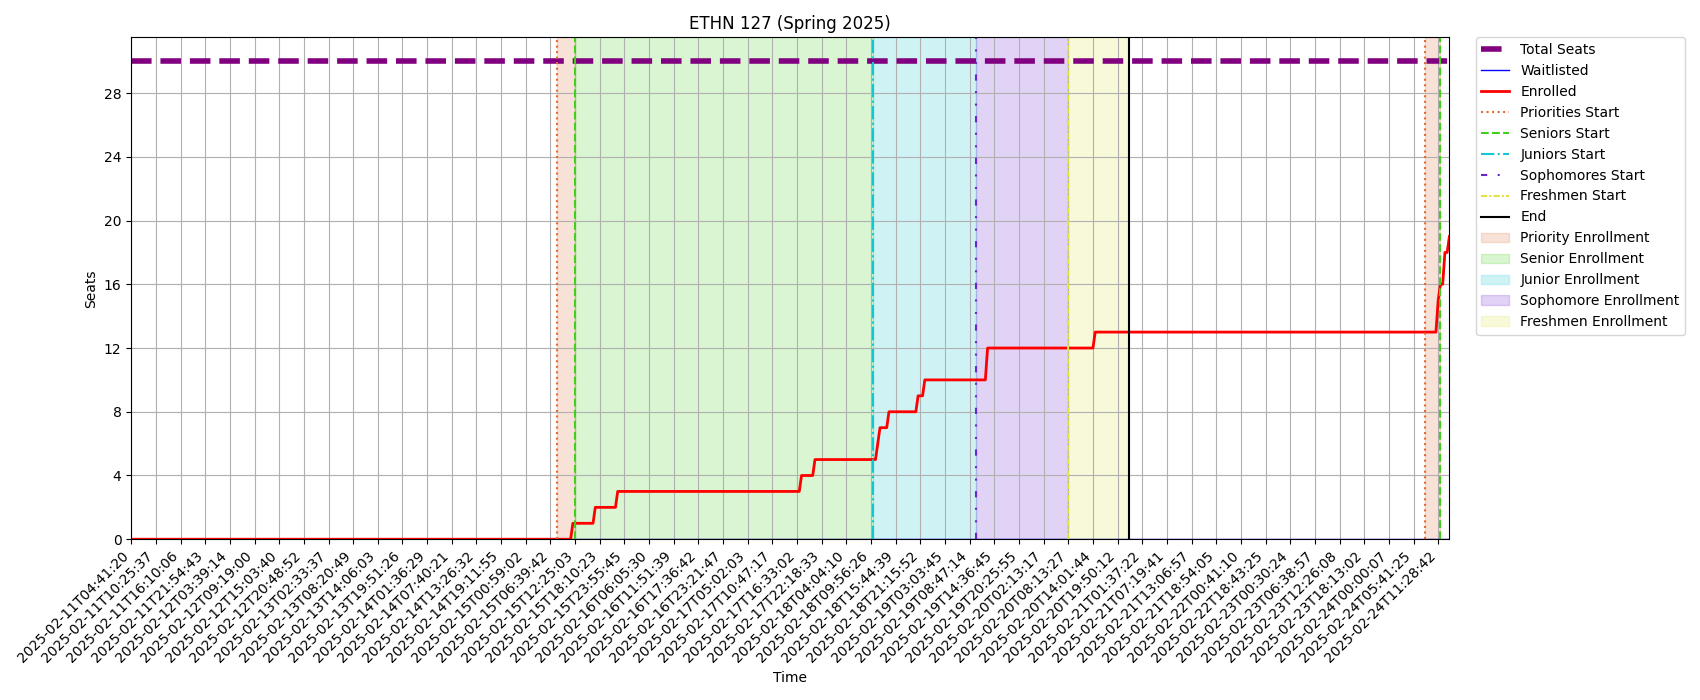 ETHN 127 (Spring 2025)
Total Seats
Waitlisted
Enrolled
Priorities Start
Seniors Start
Juniors Start
Sophomores Start
Freshmen Start
End
Priority Enrollment
Senior Enrollment
Junior Enrollment
Sophomore Enrollment
Freshmen Enrollment
Seats
28
24
20
16
12
8
4
0
2025-02-11T04:41:20
2025-02-11T10:25:37
2025-02-11T16:10:06
2025-02-11T21:54:43
2025-02-12T03:39:14
2025-02-12T09:19:00
2025-02-12T15:03:40
2025-02-12T20:48:52
2025-02-13T02:33:37
2025-02-13T08:20:49
2025-02-13T14:06:03
2025-02-13T19:51:26
2025-02-14T01:36:29
2025-02-14T07:40:21
2025-02-14T13:26:32
2025-02-14T19:11:55
2025-02-15T00:59:02
2025-02-15T06:39:42
2025-02-15T12:25:03
2025-02-15T18:10:23
2025-02-15T23:55:45
2025-02-16T06:05:30
2025-02-16T11:51:39
2025-02-16T17:36:42
2025-02-16T23:21:47
2025-02-17T05:02:03
2025-02-17T10:47:17
2025-02-17T16:33:02
2025-02-17T22:18:33
2025-02-18T04:04:10
2025-02-18T09:56:26
2025-02-18T15:44:39
2025-02-18T21:15:52
2025-02-19T03:03:45
2025-02-19T08:47:14
2025-02-19T14:36:45
2025-02-19T20:25:55
2025-02-20T02:13:17
2025-02-20T08:13:27
2025-02-20T14:01:44
2025-02-20T19:50:12
2025-02-21T01:37:22
2025-02-21T07:19:41
2025-02-21T13:06:57
2025-02-21T18:54:05
2025-02-22T00:41:10
2025-02-22T18:43:25
2025-02-23T00:30:24
2025-02-23T06:38:57
2025-02-23T12:26:08
2025-02-23T18:13:02
2025-02-24T00:00:07
2025-02-24T05:41:25
2025-02-24T11:28:42
Time